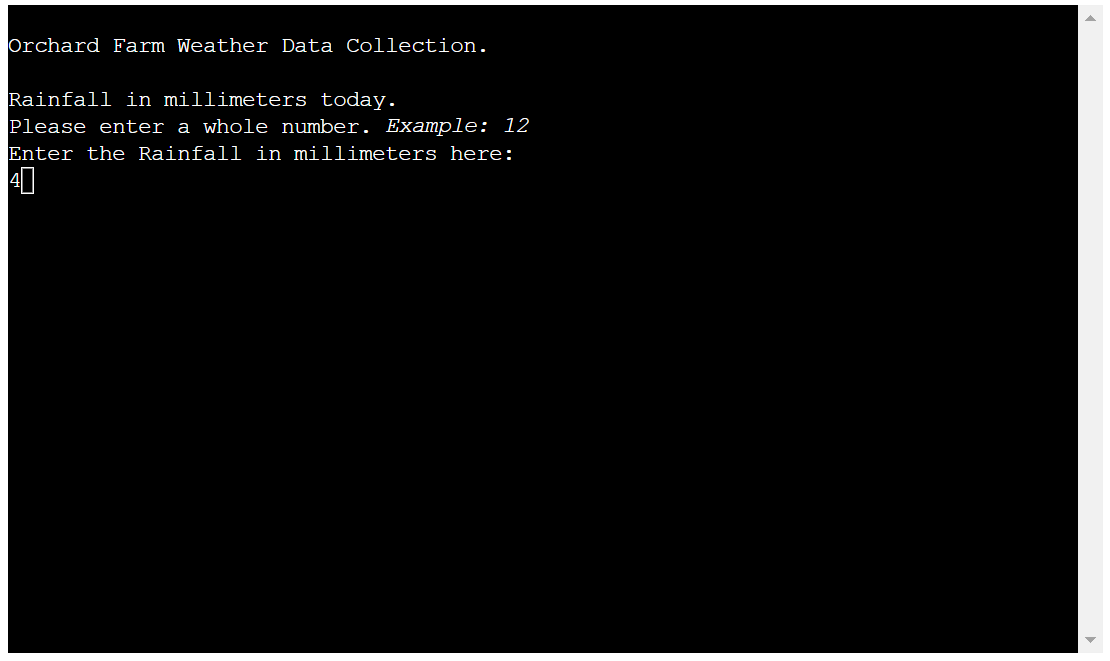 Orchard Farm Weather Data Collection.
Rainfall in millimeters today.
Please enter a whole number. Example: 12
Enter the Rainfall in millimeters here:
4